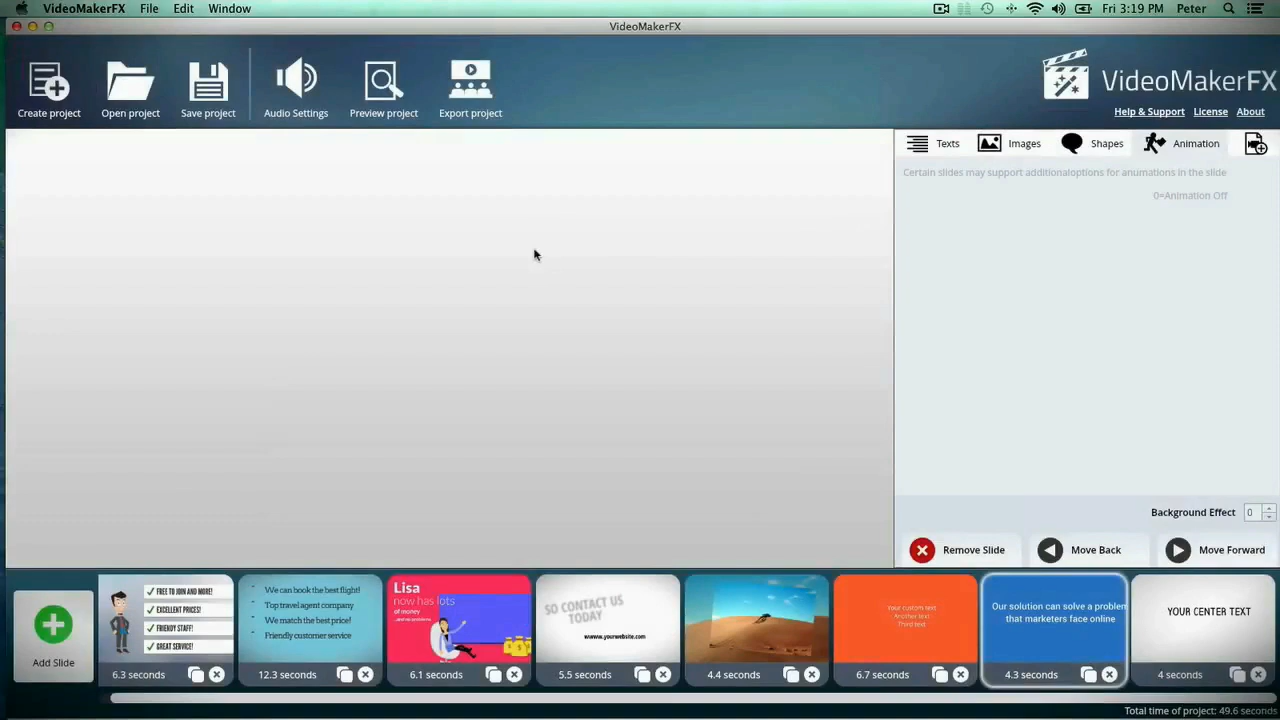 VideoMakerFX File Edit Window Fri 3:19 PM Peter
VideoMakerFX
Create project Open project Save project Audio Settings Preview project Export project
VideoMakerFX
Help & Support License About
Texts Images Shapes Animation
Certain slides may support additionaloptions for anumations in the slide
0=Animation Off
Background Effect 0
Remove Slide Move Back Move Forward
Add Slide
FREE TO JOIN AND MORE!
EXCELLENT PRICES!
FRIENDY STAFF!
GREAT SERVICE!
6.3 seconds
- We can book the best flight!
- Top travel agent company
- We match the best price!
- Friendly customer service
12.3 seconds
Lisa
now has lots
of money
6.1 seconds
SO CONTACT US
TODAY
www.yourwebsite.com
5.5 seconds
4.4 seconds
Your custom text
Another text
Third text
6.7 seconds
Our solution can solve a problem
that marketers face online
4.3 seconds
YOUR CENTER TEXT
4 seconds
Total time of project: 49.6 seconds